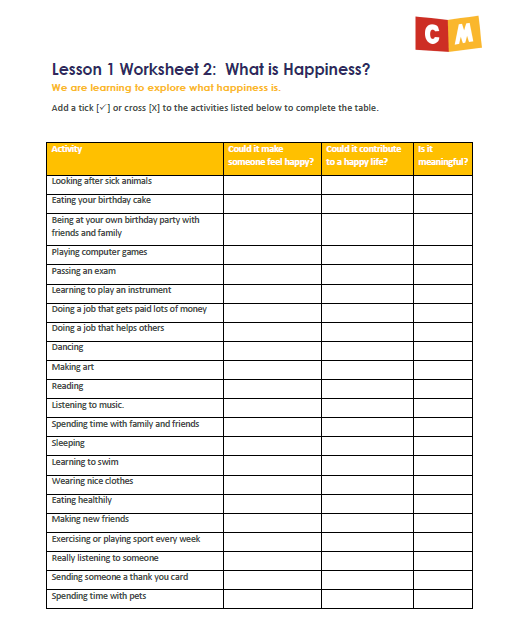 C M
Lesson 1 Worksheet 2: What is Happiness?
We are learning to explore what happiness is.
Add a tick [✓] or cross [X] to the activities listed below to complete the table.
Activity
Could it make
someone feel happy?
Could it contribute
to a happy life?
Is it
meaningful?
Looking after sick animals
Eating your birthday cake
Being at your own birthday party with
friends and family
Playing computer games
Passing an exam
Learning to play an instrument
Doing a job that gets paid lots of money
Doing a job that helps others
Dancing
Making art
Reading
Listening to music.
Spending time with family and friends
Sleeping
Learning to swim
Wearing nice clothes
Eating healthily
Making new friends
Exercising or playing sport every week
Really listening to someone
Sending someone a thank you card
Spending time with pets